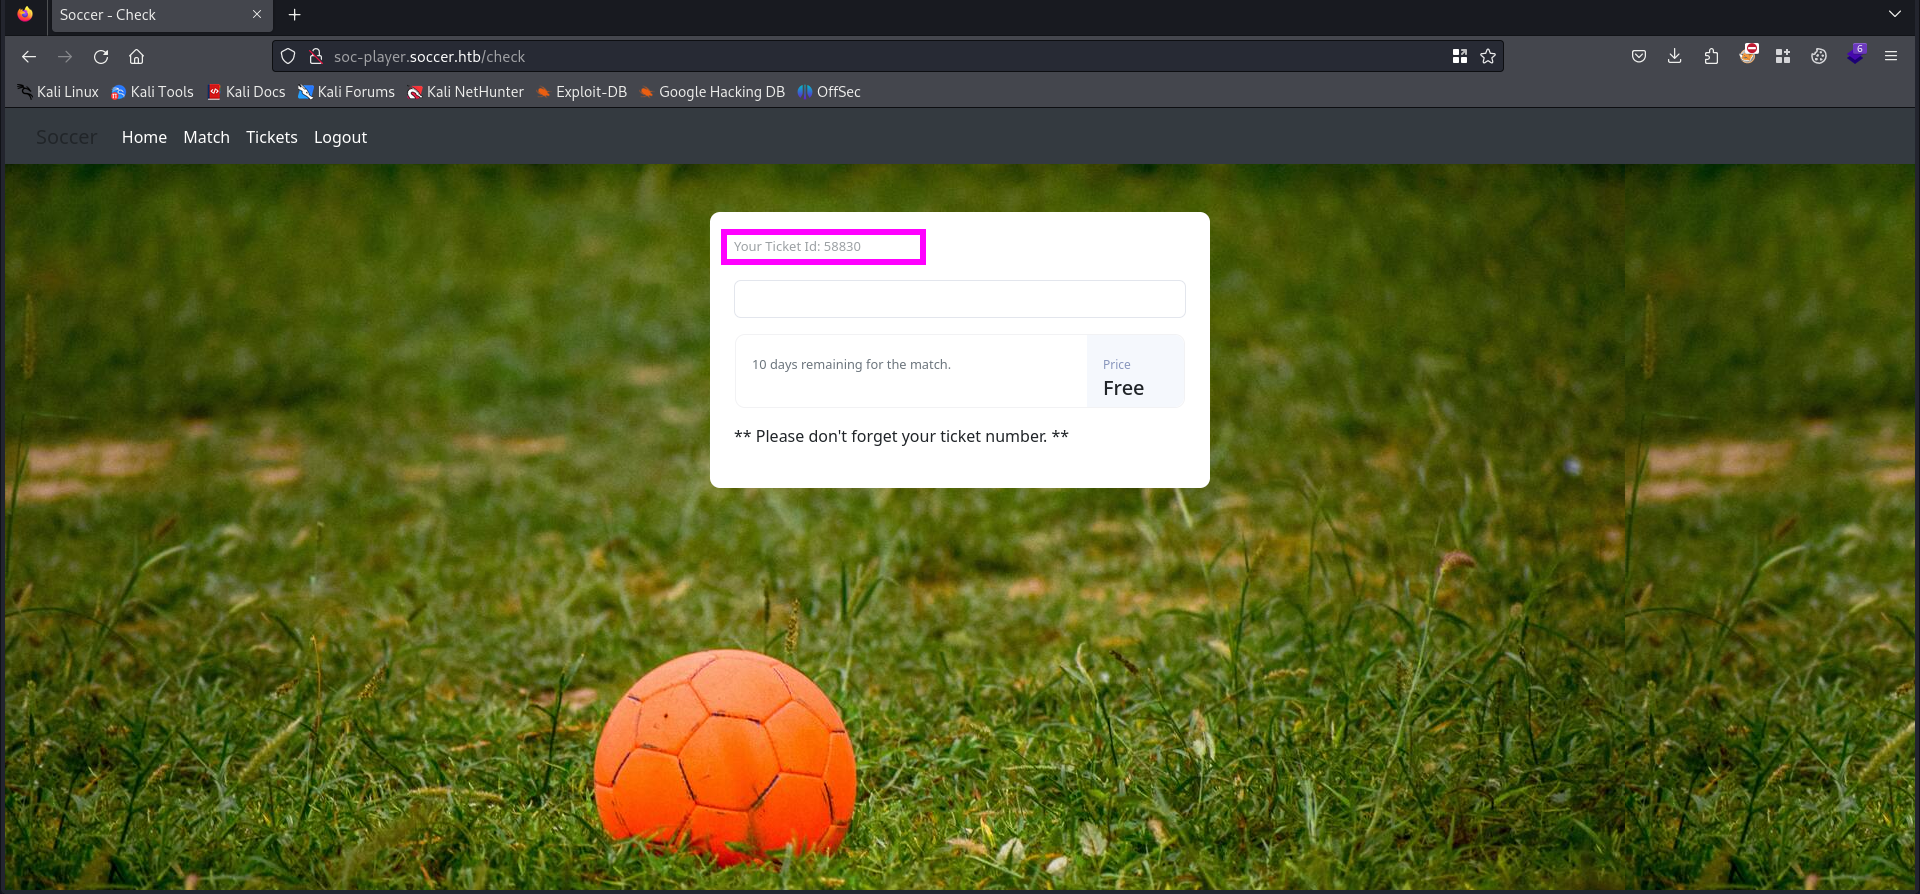 Soccer - Check
soc-player.soccer.htb/check
6
Kali Linux Kali Tools Kali Docs Kali Forums Kali NetHunter Exploit-DB Google Hacking DB OffSec
Soccer Home Match Tickets Logout
Your Ticket Id: 58830
10 days remaining for the match.
Price
Free
** Please don't forget your ticket number. **